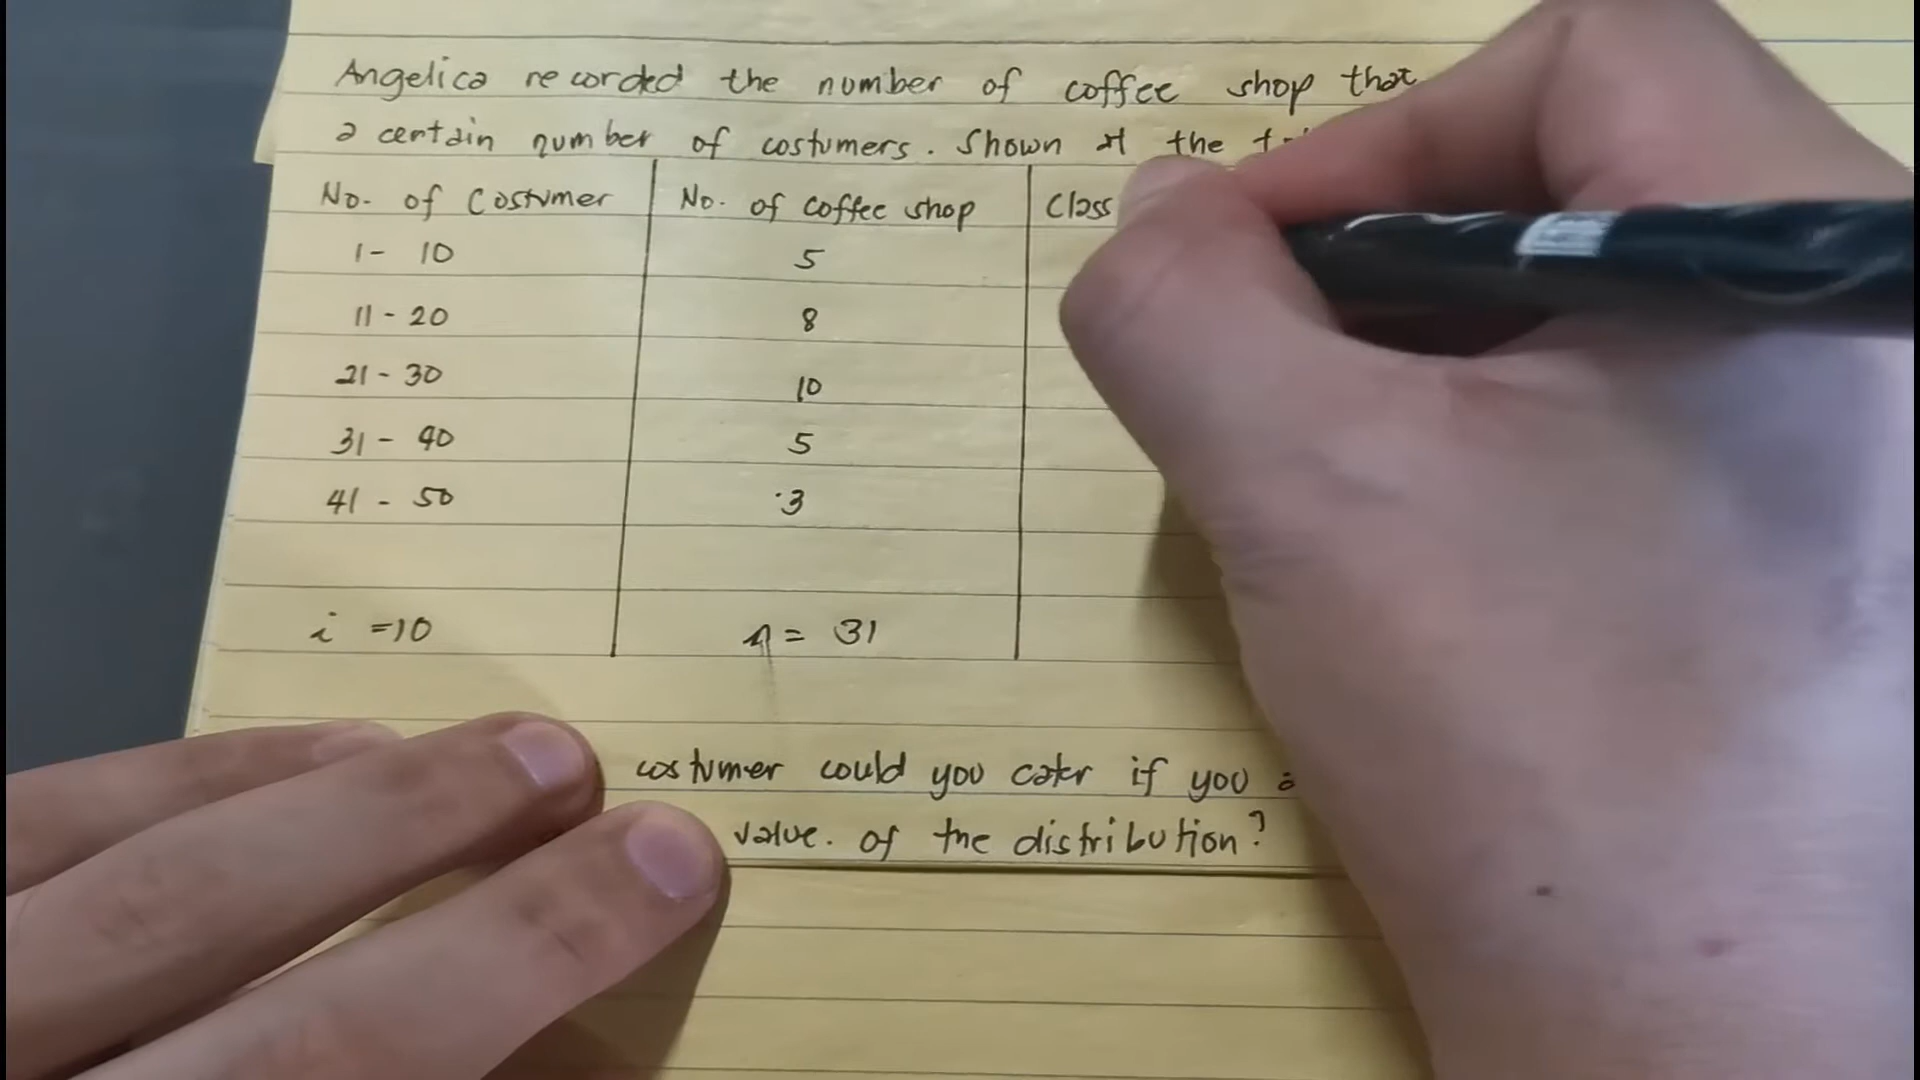 Angelica recorded the number of coffee shop that
a certain number of costumers. Shown at the
No. of Costumer No. of coffee shop Class
1- 10 5
11 - 20 8
21 - 30 10
31 - 40 5
41 - 50 3
i =10 n = 31
costumer could you cater if you
value. of the distribution?